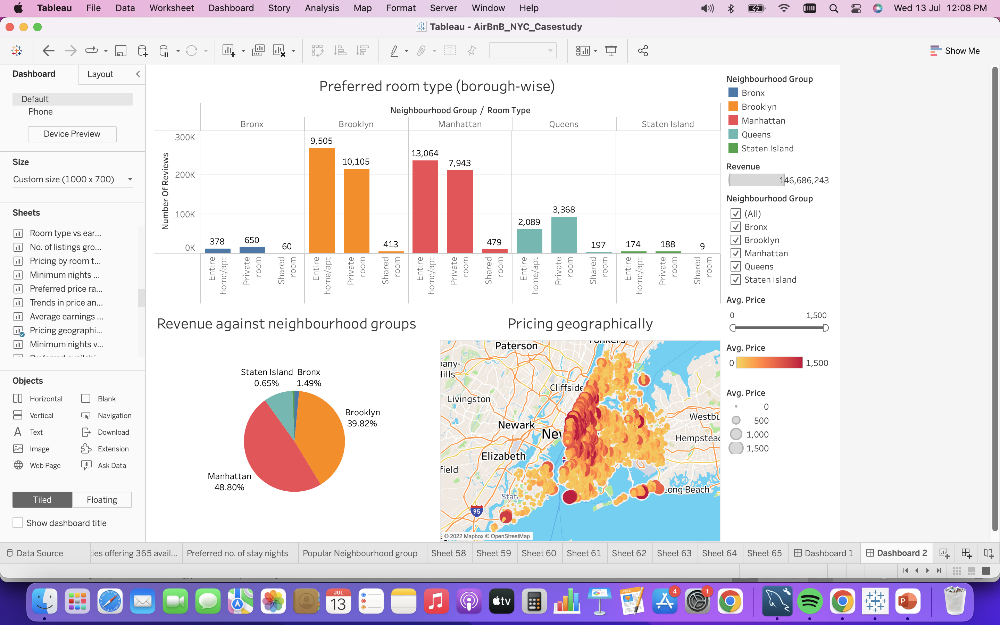 Tableau File Data Worksheet Dashboard Story Analysis Map Format Server Window Help Wed 13 Jul 12:08 PM
Tableau - AirBnB_NYC_Casestudy
Show Me
Dashboard Layout
Default
Phone
Device Preview
Size
Custom size (1000 x 700)
Sheets
Room type vs ear...
No. of listings gro...
Pricing by room t...
Minimum nights ...
Preferred price ra...
Trends in price an...
Average earnings ...
Pricing geographi...
Minimum nights v...
Objects
Horizontal Blank
Vertical Navigation
Text Download
Image Extension
Web Page Ask Data
Tiled Floating
Show dashboard title
Preferred room type (borough-wise)
Neighbourhood Group / Room Type
Bronx Brooklyn Manhattan Queens Staten Island
Number Of Reviews
300K
200K
100K
0K
378 650 60
9,505 10,105 413
13,064 7,943 479
2,089 3,368 197
174 188 9
Entire home/apt Private room Shared room
Entire home/apt Private room Shared room
Entire home/apt Private room Shared room
Entire home/apt Private room Shared room
Entire home/apt Private room Shared room
Revenue against neighbourhood groups
Staten Island
0.65%
Bronx
1.49%
Brooklyn
39.82%
Manhattan
48.80%
Pricing geographically
Paterson
Yonkers
pany-
Hills
Cliffside
Livingston
Westbu
Newark
New
Hempstead
Elizabeth
field
Long Beach
95
© 2022 Mapbox © OpenStreetMap
Neighbourhood Group
Bronx
Brooklyn
Manhattan
Queens
Staten Island
Revenue
146,686,243
Neighbourhood Group
(All)
Bronx
Brooklyn
Manhattan
Queens
Staten Island
Avg. Price
0 1,500
Avg. Price
0 1,500
Avg. Price
0
500
1,000
1,500
Data Source ties offering 365 avail... Preferred no. of stay nights Popular Neighbourhood group Sheet 58 Sheet 59 Sheet 60 Sheet 61 Sheet 62 Sheet 63 Sheet 64 Sheet 65 Dashboard 1 Dashboard 2
JUL
13
tv
PAGES
4
1
P